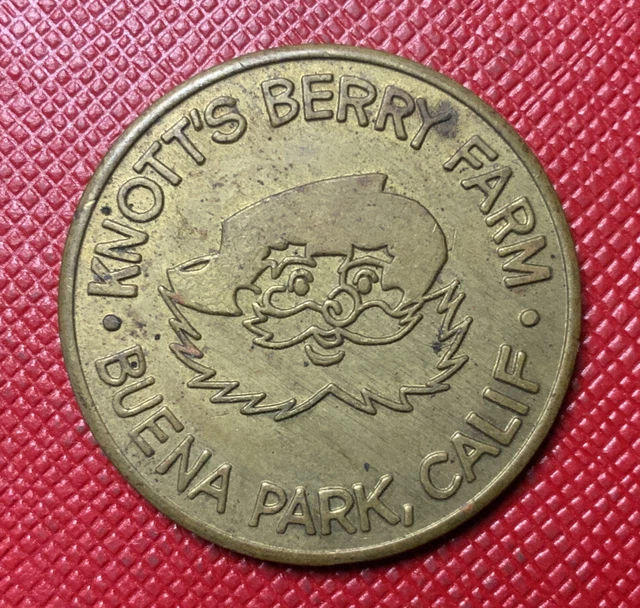 KNOTT'S BERRY FARM
BUENA PARK, CALIF